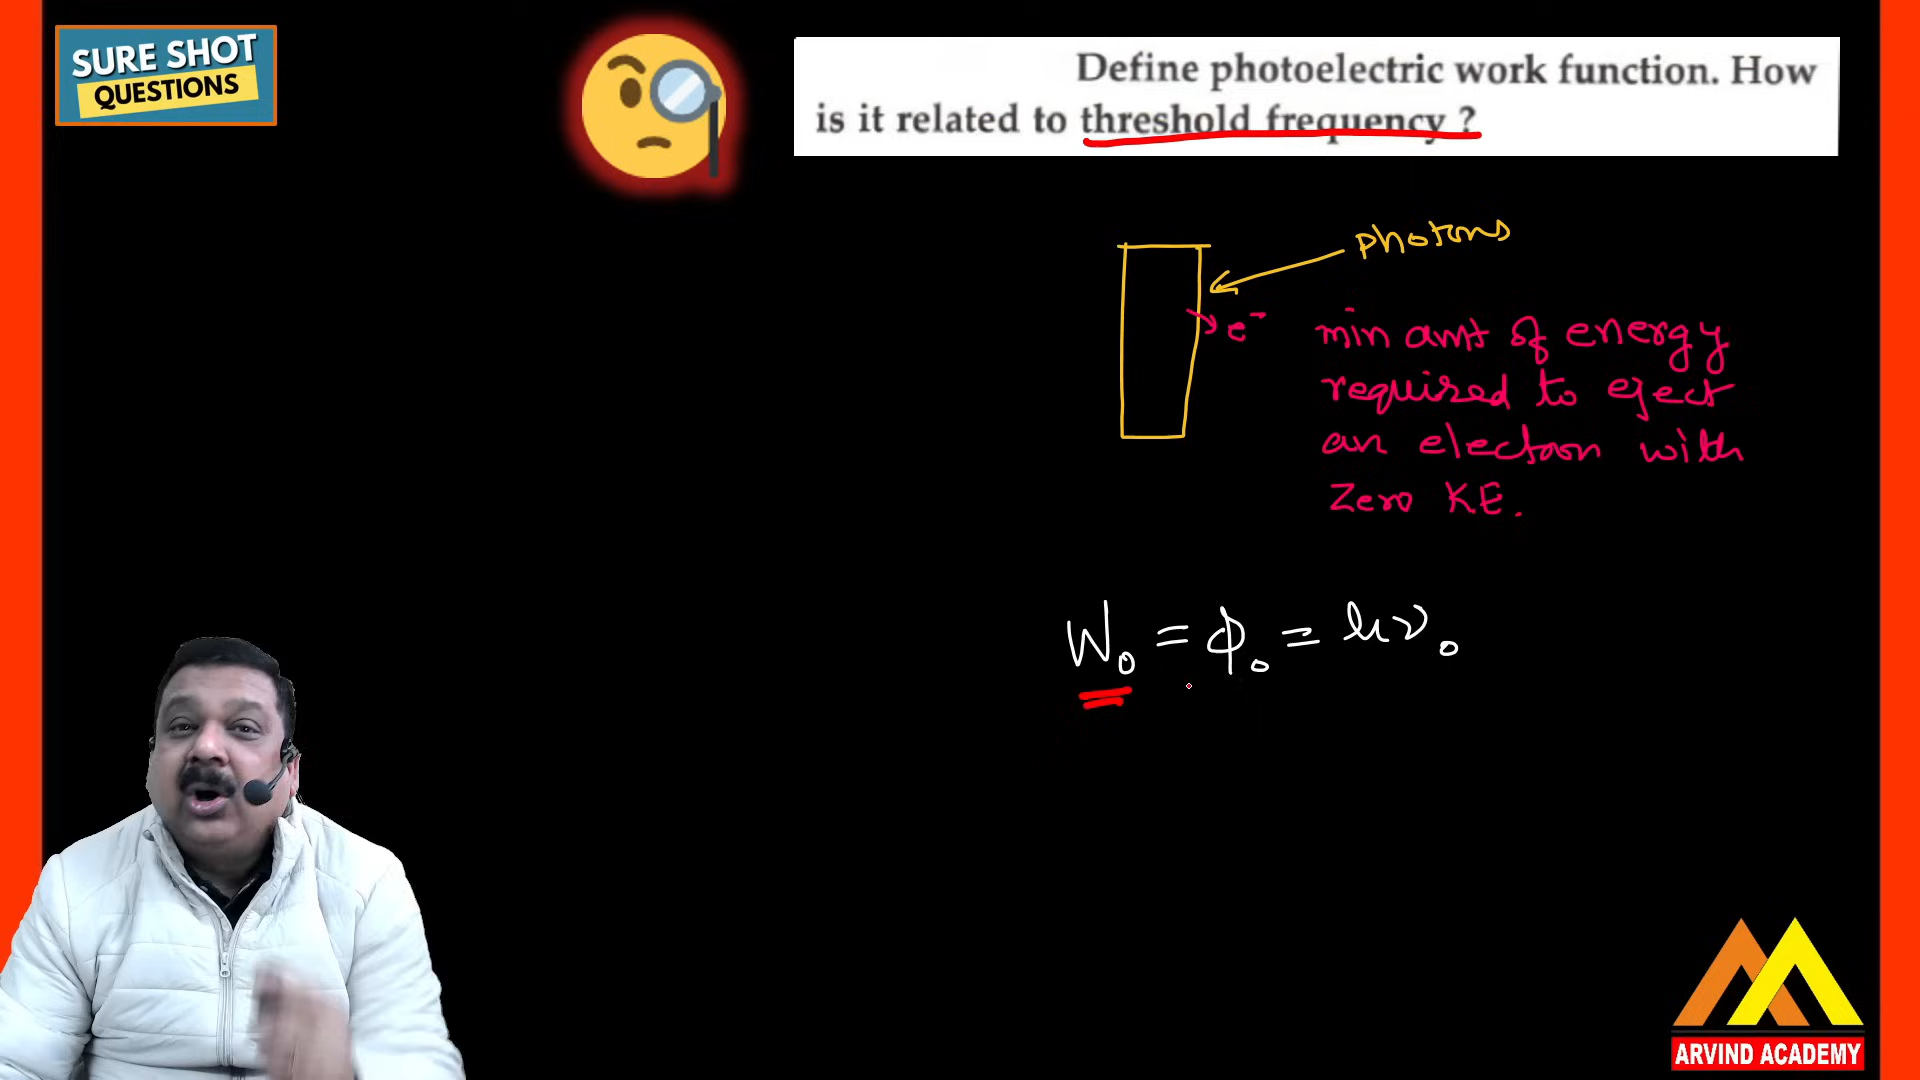 SURE SHOT
QUESTIONS
Define photoelectric work function. How
is it related to threshold frequency ?
photons
e⁻
min amt of energy
required to eject
an electron with
Zero KE.
W₀ = ϕ₀ = hν₀
ARVIND ACADEMY